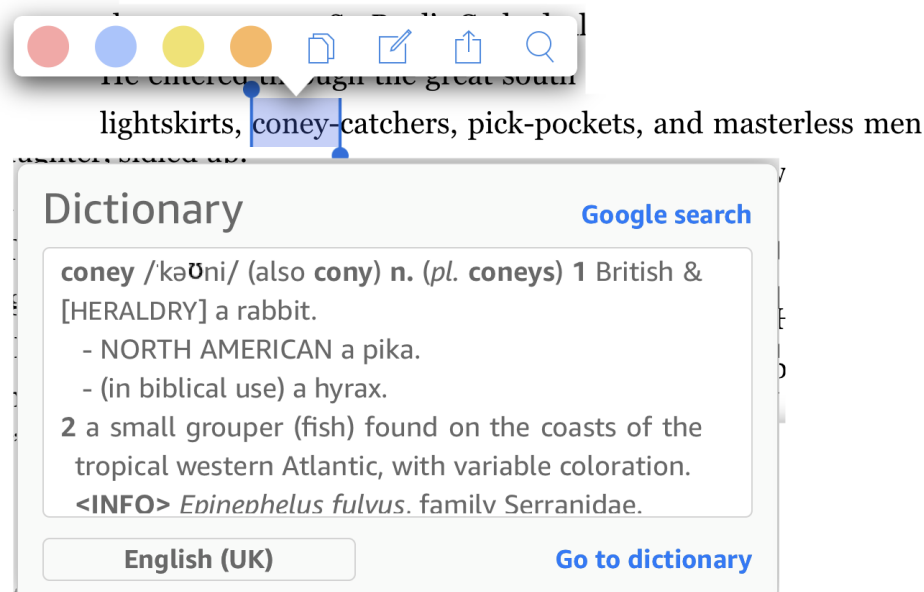 He entered through the great south
lightskirts, coney-catchers, pick-pockets, and masterless men
sidled up.
Dictionary
Google search
coney /ˈkəʊni/ (also cony) n. (pl. coneys) 1 British &
[HERALDRY] a rabbit.
- NORTH AMERICAN a pika.
- (in biblical use) a hyrax.
2 a small grouper (fish) found on the coasts of the
tropical western Atlantic, with variable coloration.
<INFO> Epinephelus fulvus, family Serranidae.
English (UK)
Go to dictionary